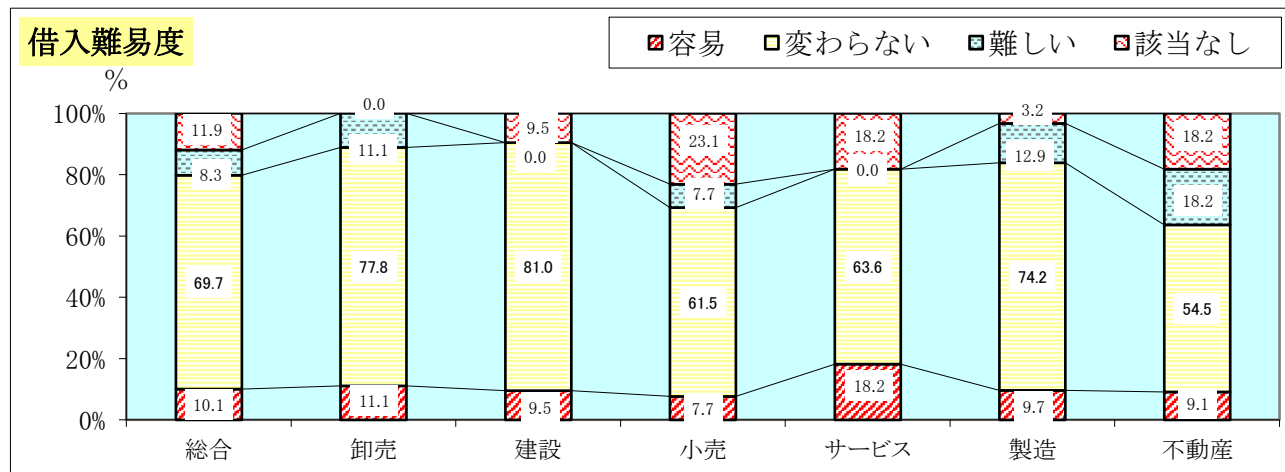 借入難易度
容易 変わらない 難しい 該当なし
%
100%
80%
60%
40%
20%
0%
11.9 0.0 9.5 23.1 18.2 3.2 18.2
8.3 11.1 0.0 7.7 0.0 12.9 18.2
69.7 77.8 81.0 61.5 63.6 74.2 54.5
10.1 11.1 9.5 7.7 18.2 9.7 9.1
総合 卸売 建設 小売 サービス 製造 不動産